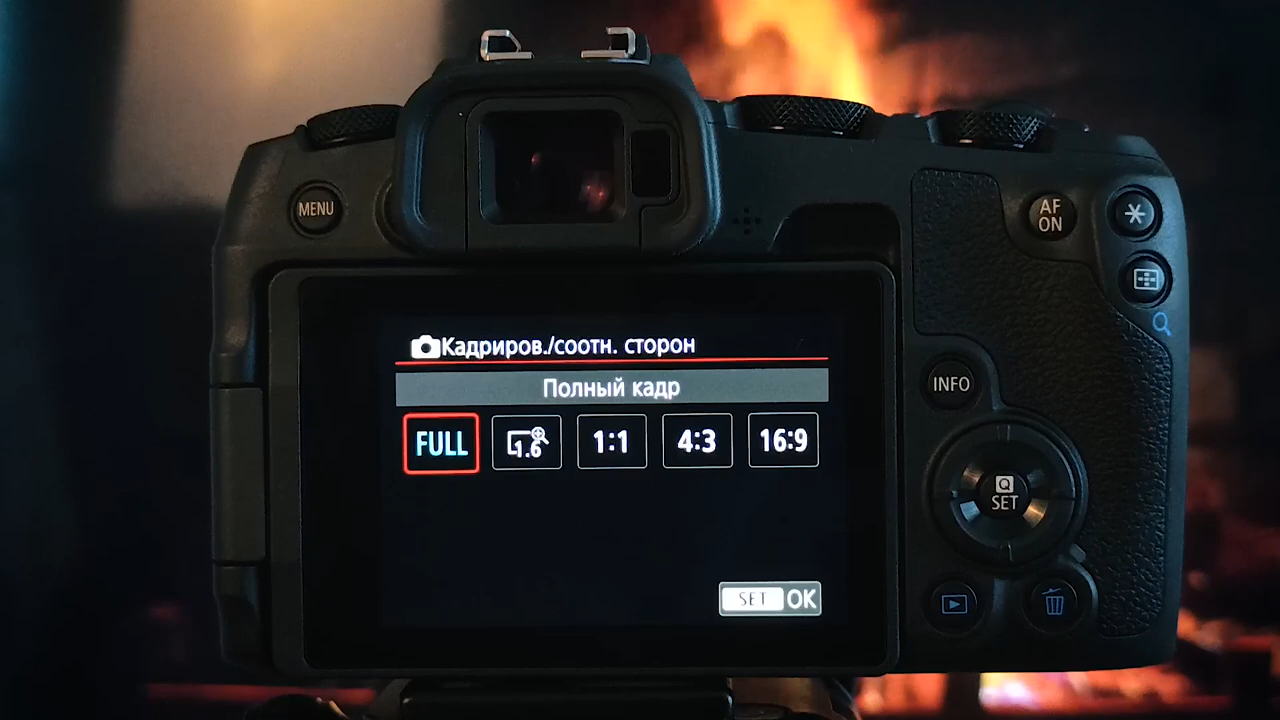 MENU
AF
ON
INFO
Q
SET
Кадриров./соотн. сторон
Полный кадр
FULL
1.6
1:1
4:3
16:9
SET OK